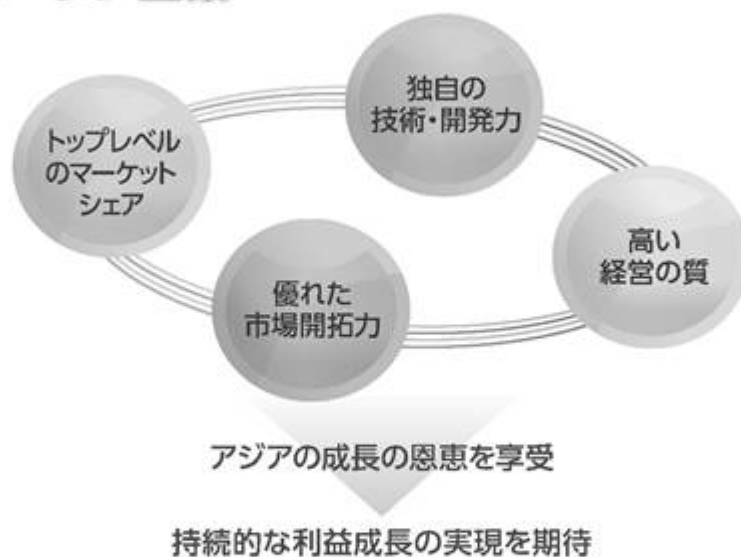 トップレベル
のマーケット
シェア
独自の
技術・開発力
高い
経営の質
優れた
市場開拓力
アジアの成長の恩恵を享受
持続的な利益成長の実現を期待